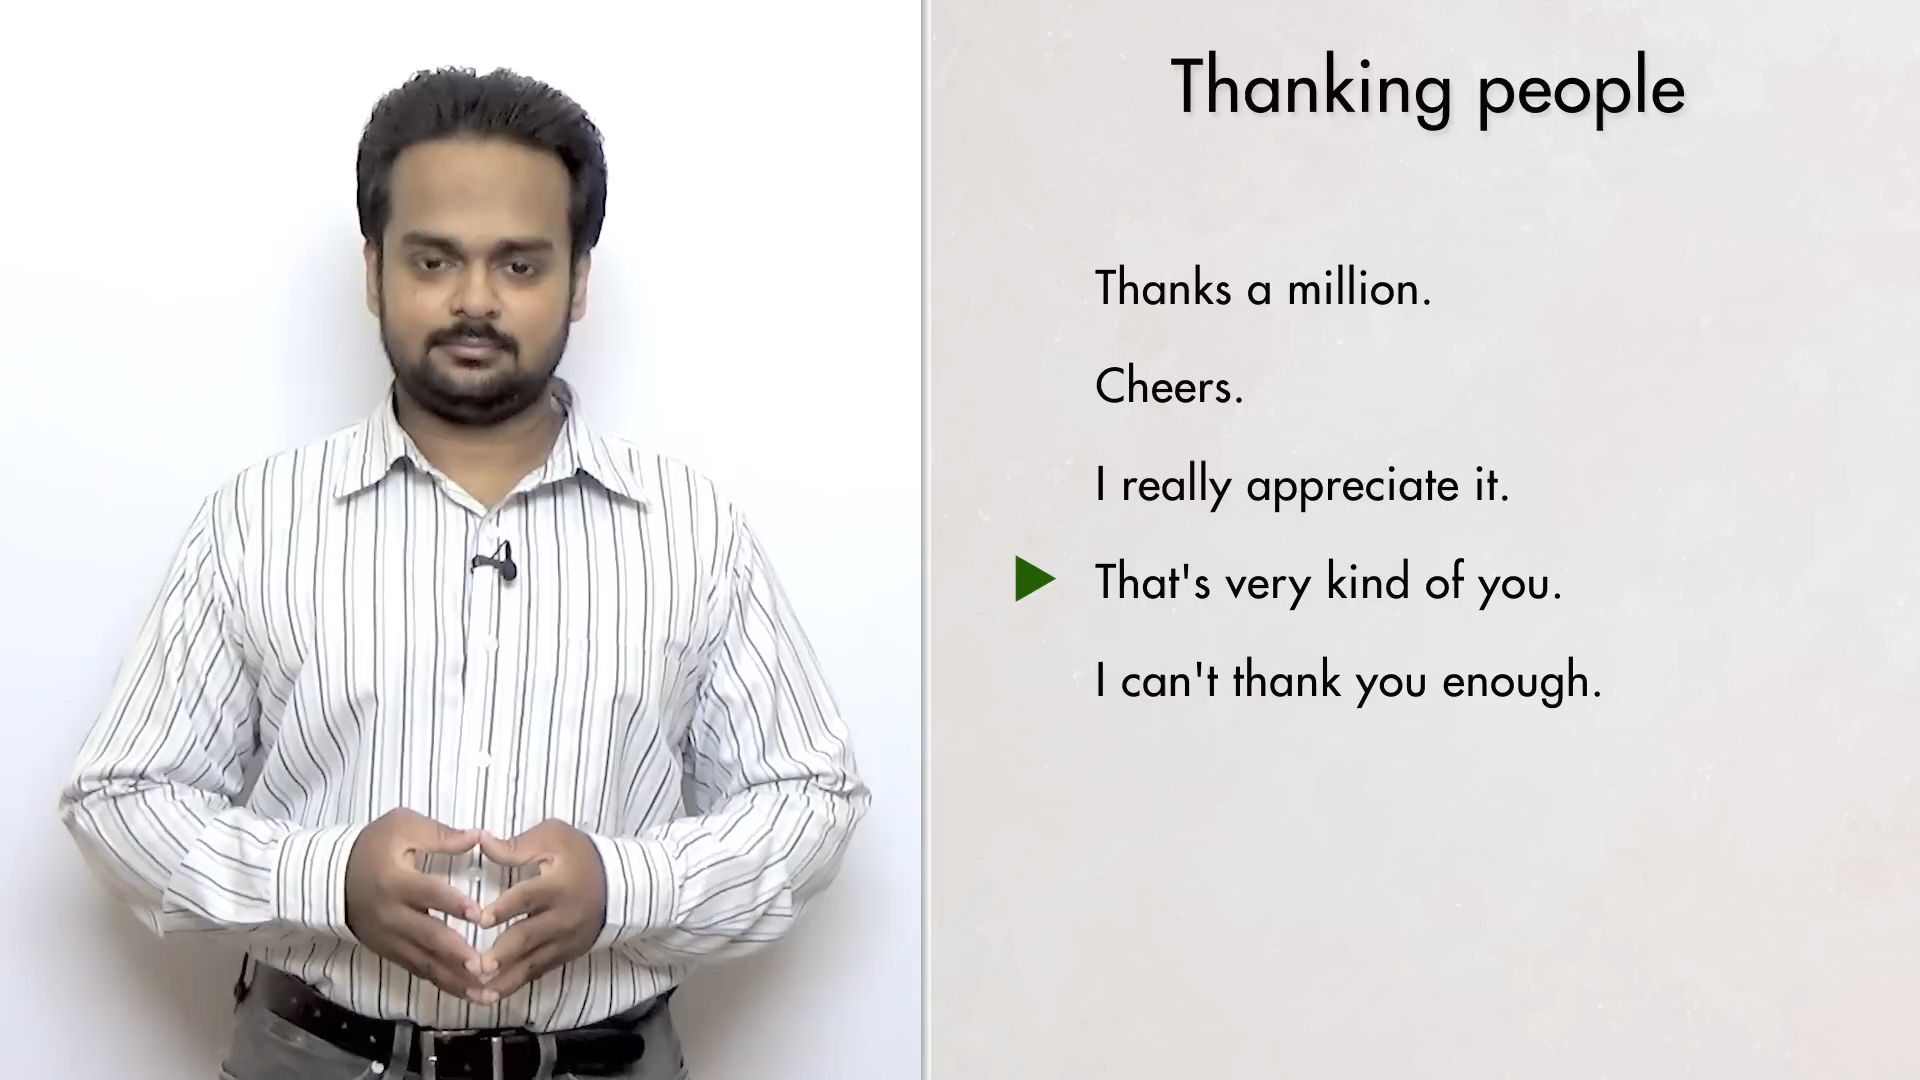 Thanking people
Thanks a million.
Cheers.
I really appreciate it.
That's very kind of you.
I can't thank you enough.